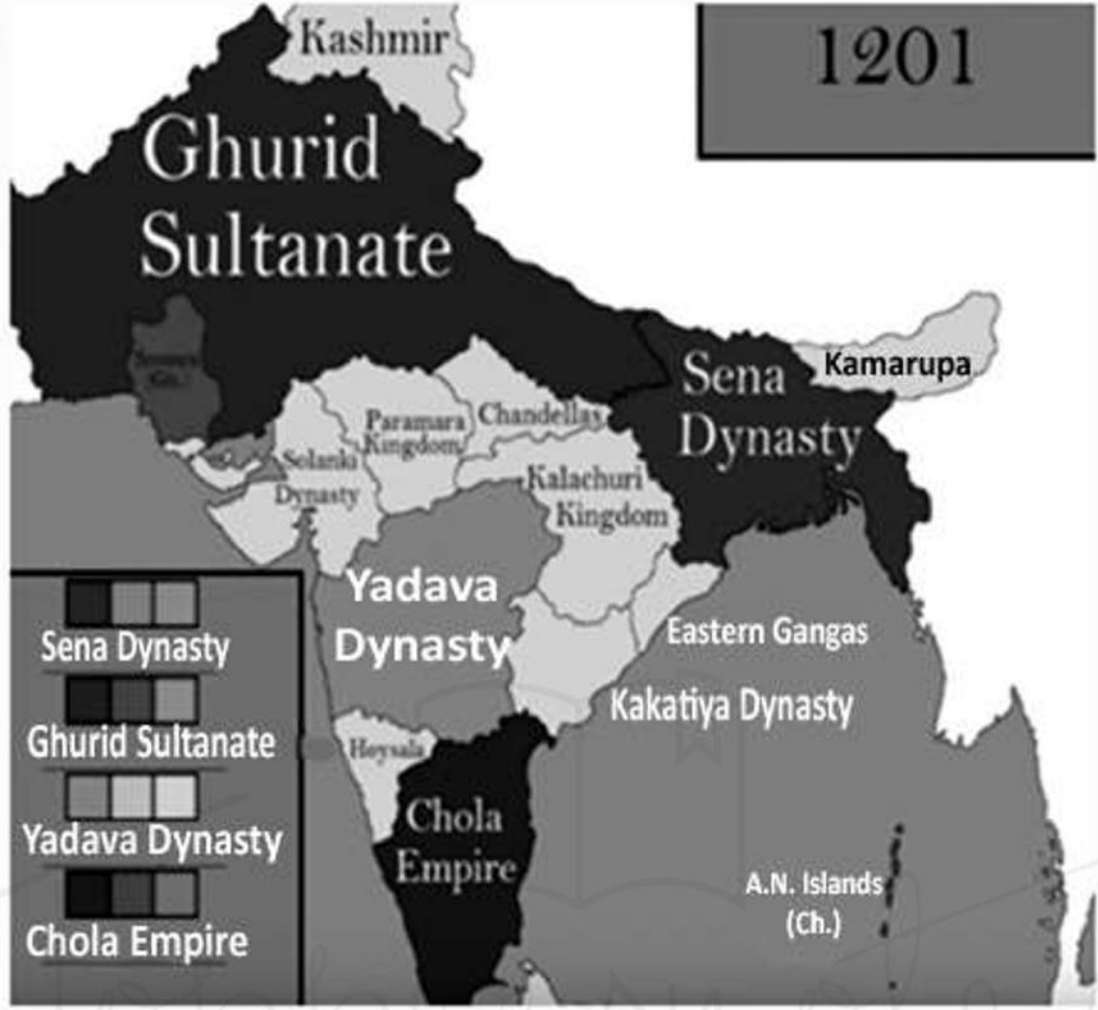 Kashmir
1201
Ghurid
Sultanate
Kamarupa
Sena
Dynasty
Paramara
Kingdom
Chandellas
Solanki
Dynasty
Kalachuri
Kingdom
Yadava
Dynasty
Eastern Gangas
Kakatiya Dynasty
Hoysala
Chola
Empire
A.N. Islands
(Ch.)
Sena Dynasty
Ghurid Sultanate
Yadava Dynasty
Chola Empire